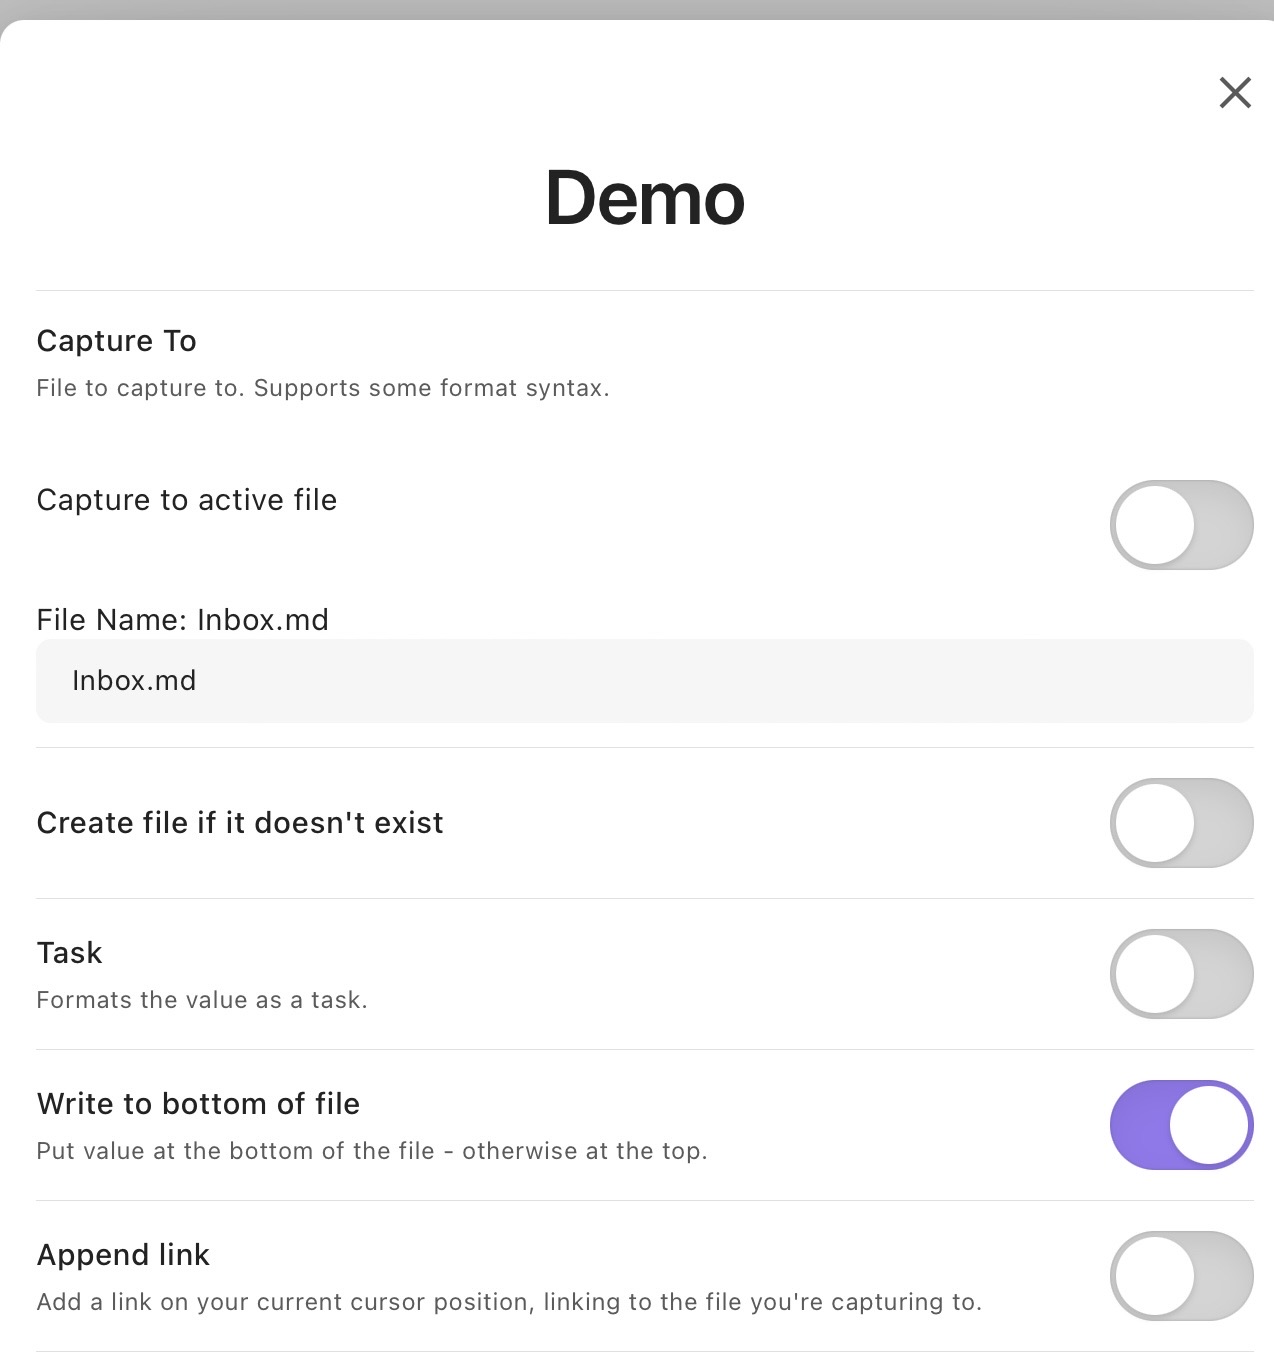 Demo
Capture To
File to capture to. Supports some format syntax.
Capture to active file
File Name: Inbox.md
Inbox.md
Create file if it doesn't exist
Task
Formats the value as a task.
Write to bottom of file
Put value at the bottom of the file - otherwise at the top.
Append link
Add a link on your current cursor position, linking to the file you're capturing to.